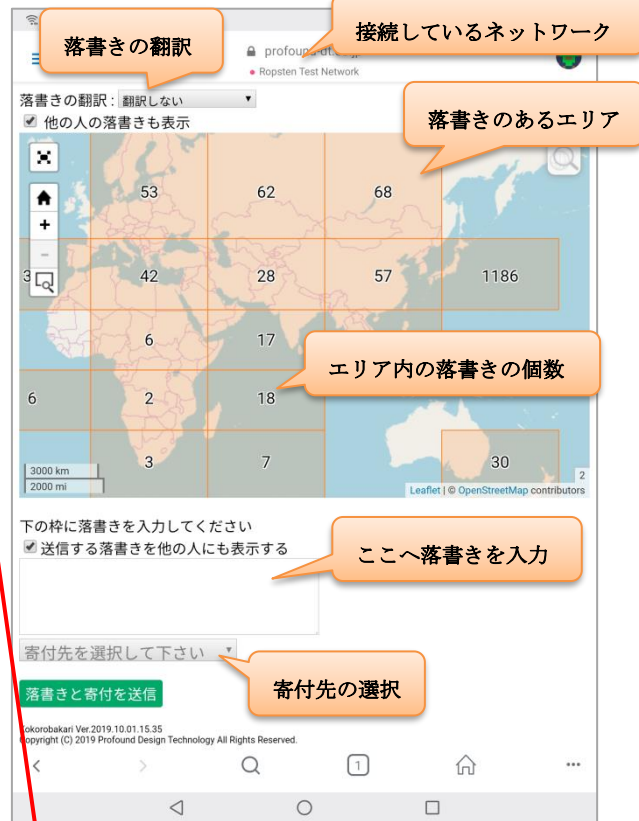 落書きの翻訳
接続しているネットワーク
• Ropsten Test Network
落書きの翻訳 : 翻訳しない
他の人の落書きも表示
落書きのあるエリア
53
62
68
+
-
3
42
28
57
1186
6
17
エリア内の落書きの個数
6
2
18
3
7
30
3000 km
2000 mi
2
Leaflet | © OpenStreetMap contributors
下の枠に落書きを入力してください
送信する落書きを他の人にも表示する
ここへ落書きを入力
寄付先を選択して下さい
寄付先の選択
落書きと寄付を送信
Kokorobakari Ver.2019.10.01.15.35
Copyright (C) 2019 Profound Design Technology All Rights Reserved.
1